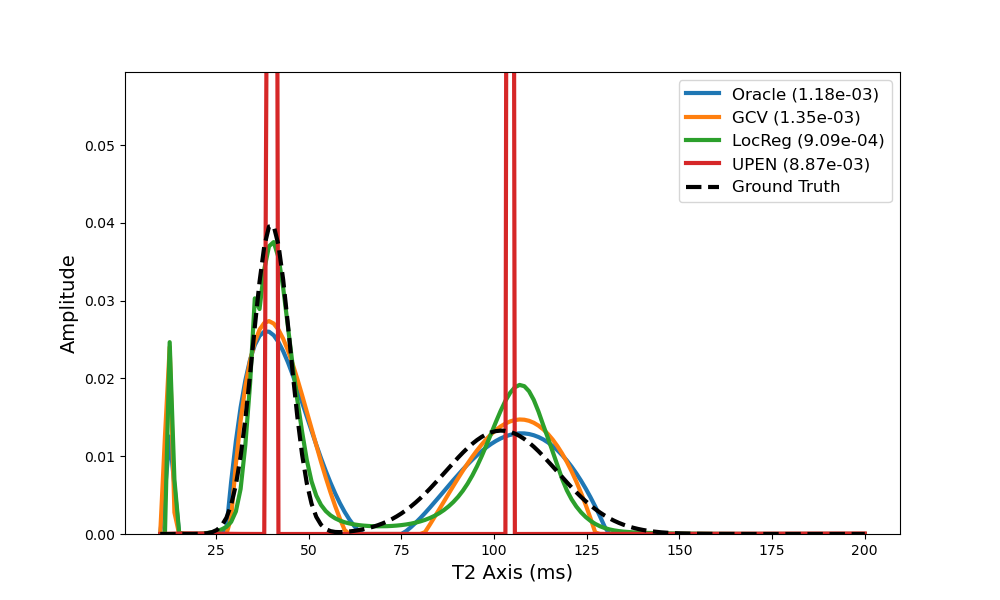 Oracle (1.18e-03)
GCV (1.35e-03)
LocReg (9.09e-04)
UPEN (8.87e-03)
Ground Truth
Amplitude
0.05
0.04
0.03
0.02
0.01
0.00
25 50 75 100 125 150 175 200
T2 Axis (ms)